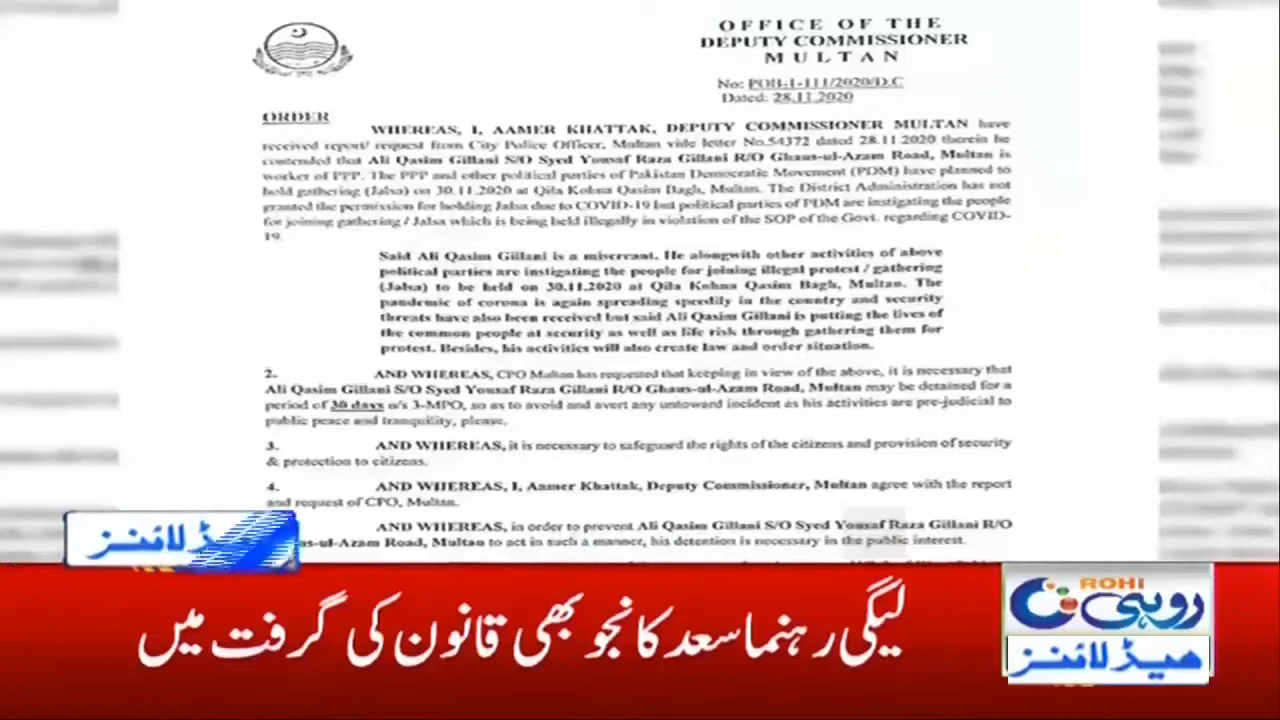 OFFICE OF THE
DEPUTY COMMISSIONER
MULTAN
No: POB-1-111/2020/D.C
Dated: 28.11.2020
ORDER
WHEREAS, I, AAMER KHATTAK, DEPUTY COMMISSIONER MULTAN have
received report/ request from City Police Officer, Multan vide letter No.54372 dated 28.11.2020 therein he
contended that Ali Qasim Gillani S/O Syed Yousaf Raza Gillani R/O Ghaus-ul-Azam Road, Multan is
worker of PPP. The PPP and other political parties of Pakistan Democratic Movement (PDM) have planned to
hold gathering (Jalsa) on 30.11.2020 at Qila Kohna Qasim Bagh, Multan. The District Administration has not
granted the permission for holding Jalsa due to COVID-19 but political parties of PDM are instigating the people
for joining gathering / Jalsa which is being held illegally in violation of the SOP of the Govt. regarding COVID-
19.
Said Ali Qasim Gillani is a miscreant. He alongwith other activities of above
political parties are instigating the people for joining illegal protest / gathering
(Jalsa) to be held on 30.11.2020 at Qila Kohna Qasim Bagh, Multan. The
pandemic of corona is again spreading speedily in the country and security
threats have also been received but said Ali Qasim Gillani is putting the lives of
the common people at security as well as life risk through gathering them for
protest. Besides, his activities will also create law and order situation.
2. AND WHEREAS, CPO Multan has requested that keeping in view of the above, it is necessary that
Ali Qasim Gillani S/O Syed Yousaf Raza Gillani R/O Ghaus-ul-Azam Road, Multan may be detained for a
period of 30 days u/s 3-MPO, so as to avoid and avert any untoward incident as his activities are pre-judicial to
public peace and tranquility, please.
3. AND WHEREAS, it is necessary to safeguard the rights of the citizens and provision of security
& protection to citizens.
4. AND WHEREAS, I, Aamer Khattak, Deputy Commissioner, Multan agree with the report
and request of CPO, Multan.
AND WHEREAS, in order to prevent Ali Qasim Gillani S/O Syed Yousaf Raza Gillani R/O
us-ul-Azam Road, Multan to act in such a manner, his detention is necessary in the public interest.
ہیڈ لائنز
لیگی رہنما سعد کانجو بھی قانون کی گرفت میں
ROHI
روہی
ہیڈ لائنز